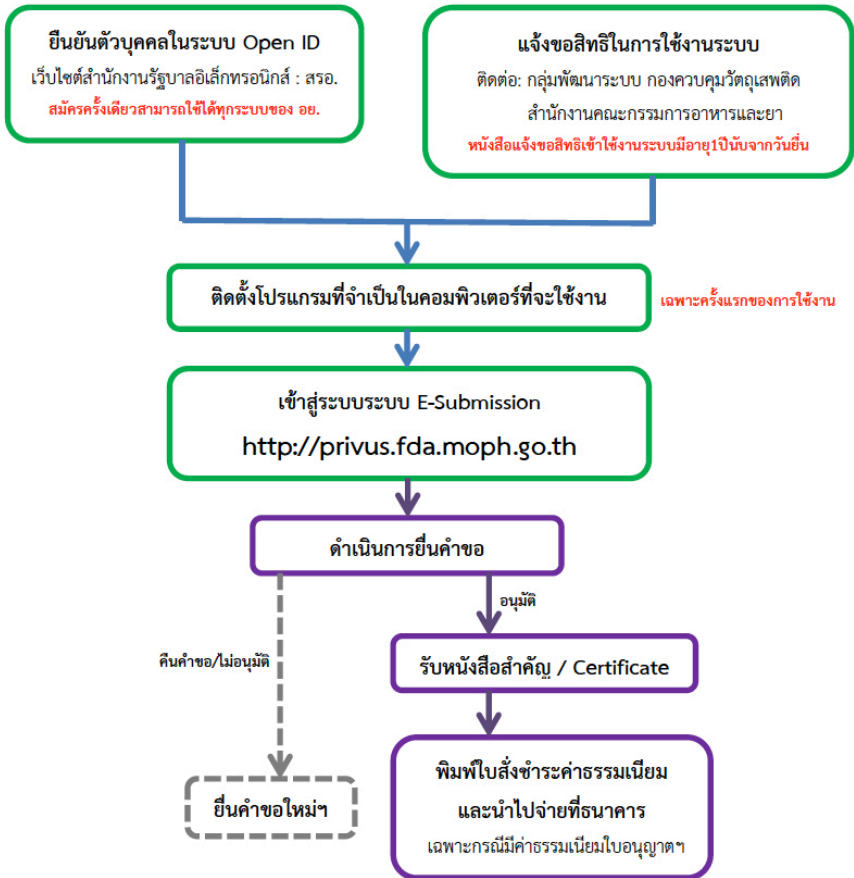 ยืนยันตัวบุคคลในระบบ Open ID
เว็บไซต์สำนักงานรัฐบาลอิเล็กทรอนิกส์ : สรอ.
สมัครครั้งเดียวสามารถใช้ได้ทุกระบบของ อย.
แจ้งขอสิทธิในการใช้งานระบบ
ติดต่อ: กลุ่มพัฒนาระบบ กองควบคุมวัตถุเสพติด
สำนักงานคณะกรรมการอาหารและยา
หนังสือแจ้งขอสิทธิเข้าใช้งานระบบมีอายุ1ปีนับจากวันยื่น
ติดตั้งโปรแกรมที่จำเป็นในคอมพิวเตอร์ที่จะใช้งาน
เฉพาะครั้งแรกของการใช้งาน
เข้าสู่ระบบระบบ E-Submission
http://privus.fda.moph.go.th
ดำเนินการยื่นคำขอ
อนุมัติ
คืนคำขอ/ไม่อนุมัติ
รับหนังสือสำคัญ / Certificate
พิมพ์ใบสั่งชำระค่าธรรมเนียม
และนำไปจ่ายที่ธนาคาร
เฉพาะกรณีมีค่าธรรมเนียมใบอนุญาตฯ
ยื่นคำขอใหม่ฯ